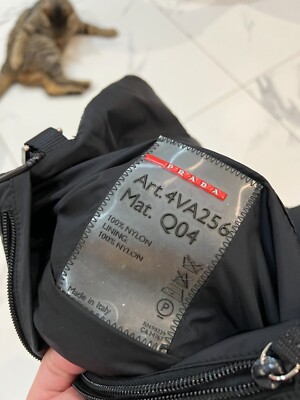 PRADA
Art. 4VA256
Mat. Q04
100% NYLON
LINING:
100% NYLON
Made in Italy